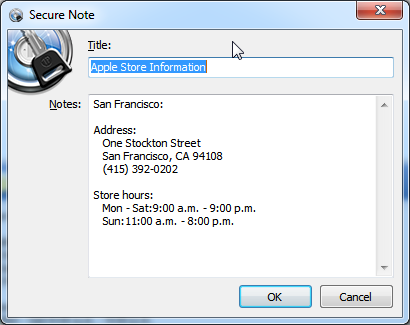 Secure Note
Title:
Apple Store Information
Notes:
San Francisco:
Address:
One Stockton Street
San Francisco, CA 94108
(415) 392-0202
Store hours:
Mon - Sat:9:00 a.m. - 9:00 p.m.
Sun:11:00 a.m. - 8:00 p.m.
OK
Cancel